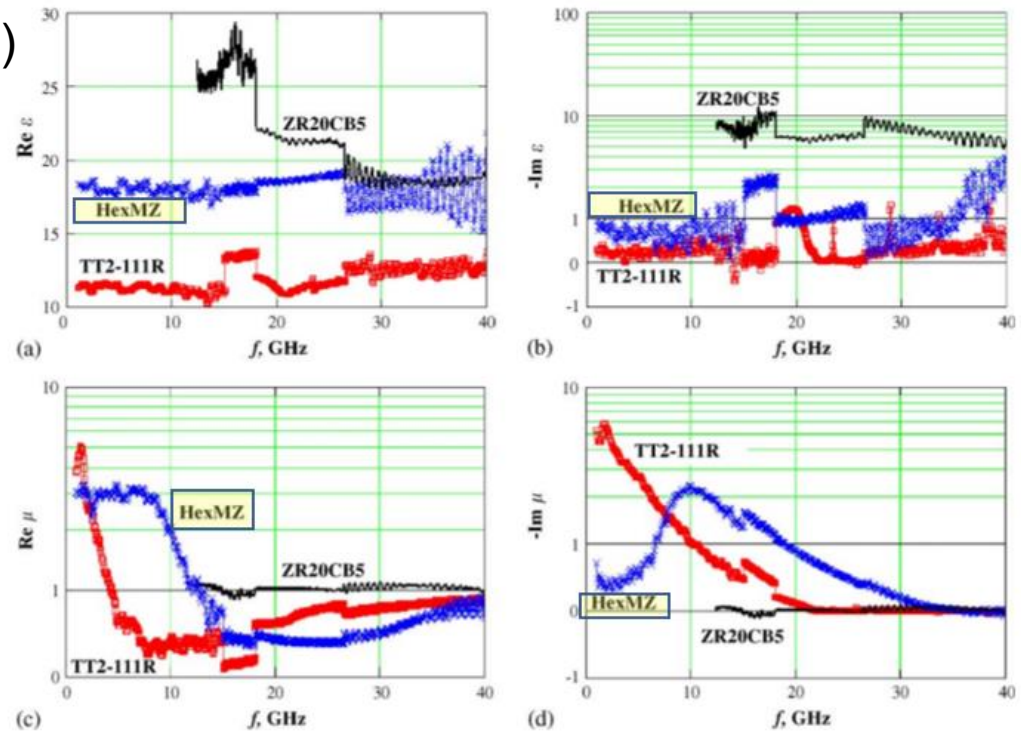 )
30
25
20
15
10
Re ε
ZR20CB5
HexMZ
TT2-111R
0
10
20
30
40
(a)
f, GHz
100
10
1
0
-1
-Im ε
ZR20CB5
HexMZ
TT2-111R
0
10
20
30
40
(b)
f, GHz
10
1
0
Re μ
HexMZ
ZR20CB5
TT2-111R
0
10
20
30
40
(c)
f, GHz
10
1
0
-1
-Im μ
TT2-111R
HexMZ
ZR20CB5
0
10
20
30
40
(d)
f, GHz